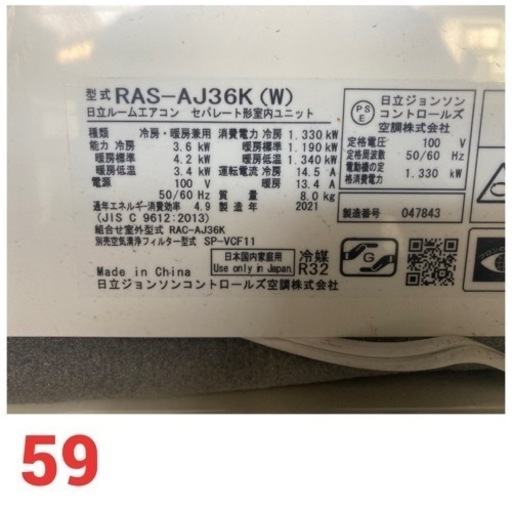 型式 RAS-AJ36K (W)
日立ルームエアコン セパレート形室内ユニット
種類 冷房・暖房兼用 消費電力 冷房 1.330 kW
能力 冷房 3.6 kW 暖房標準 1.190 kW
暖房標準 4.2 kW 暖房低温 1.340 kW
暖房低温 3.4 kW 運転電流 冷房 14.5 A
電源 100 V 暖房 13.4 A
50/60 Hz 質量 8.0kg
通年エネルギー消費効率 4.9 2021 年
(JIS C 9612:2013)
組合せ室外型式 RAC-AJ36K
別売空気清浄フィルター型式 SP-VCF11
日本国内家庭用
Use only in Japan
冷媒
R32
Made in China
日立ジョンソンコントロールズ空調株式会社
PS
E
日立ジョンソン
コントロールズ
空調株式会社
定格電圧 100 V
定格周波数 50/60 Hz
電動機の定
格消費電力 1.330 kW
製造番号 047843
G
59